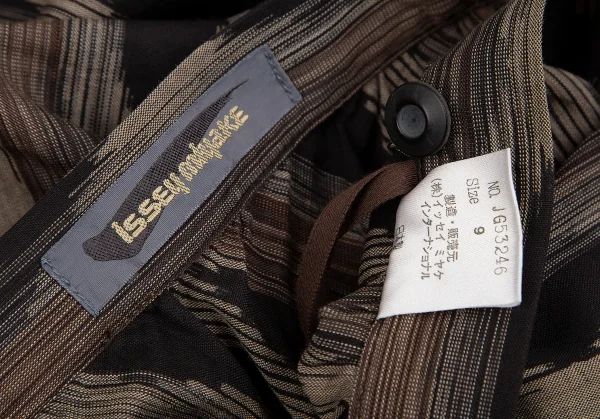 ISSEY MIYAKE
NO. JG53246
Size 9
製造・販売元
(株)イッセイ ミヤケ
インターナショナル